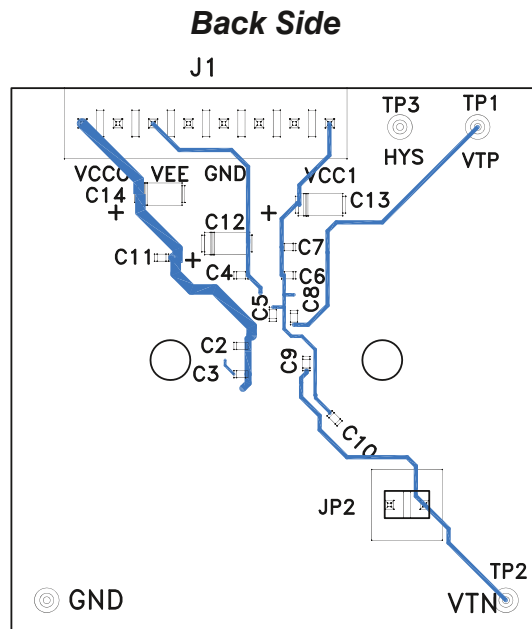 Back Side
J1
TP3 TP1
VCCO VEE GND VCC1 HYS VTP
C14 C13
+ +
C12 C7
C11 + C4 C6
C5 C8
C2
C3 C9
C10
JP2
TP2
GND VTN